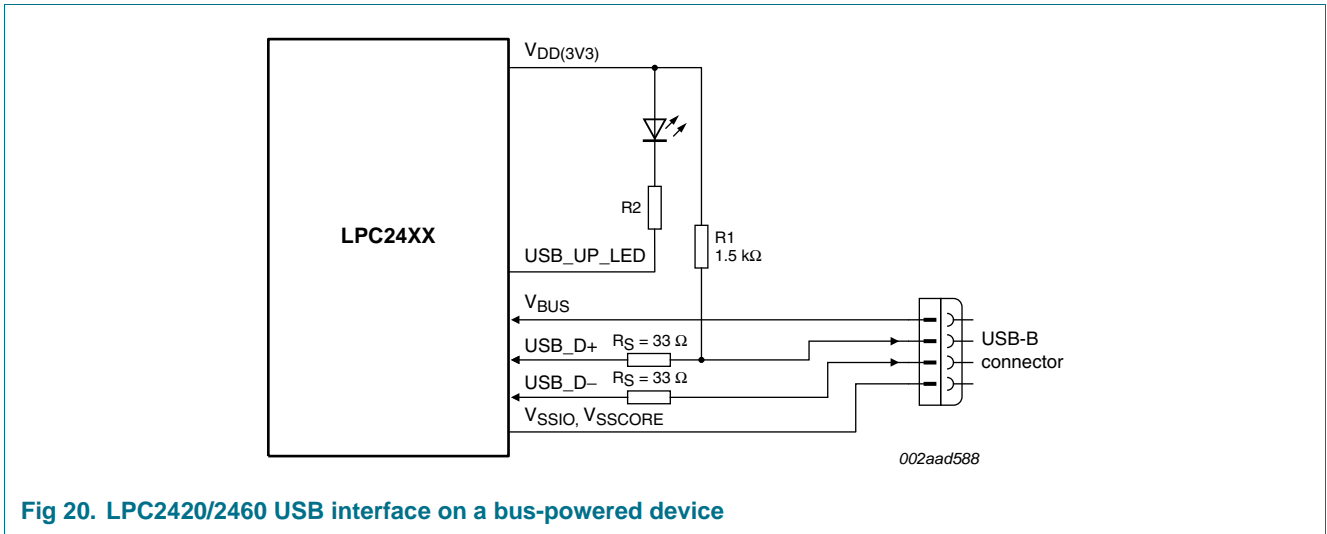 VDD(3V3)
R2
LPC24XX
R1
1.5 kΩ
USB_UP_LED
VBUS
USB_D+
RS = 33 Ω
USB-B
connector
USB_D−
RS = 33 Ω
VSSIO, VSSCORE
002aad588
Fig 20. LPC2420/2460 USB interface on a bus-powered device